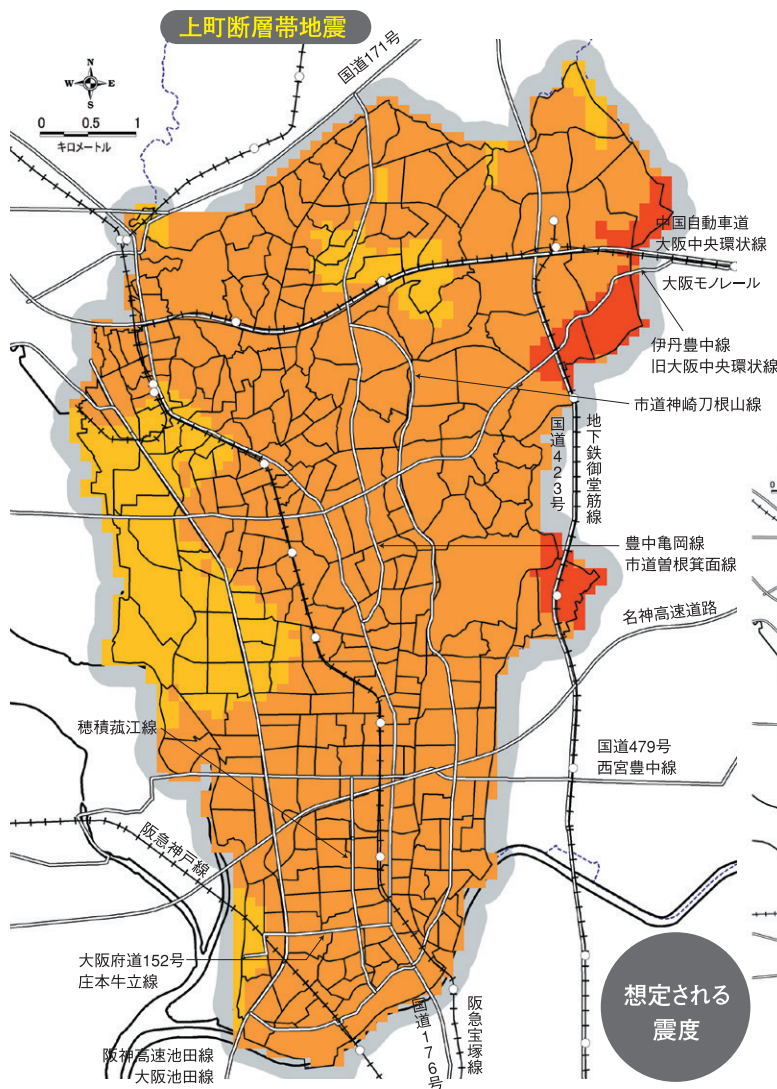 上町断層帯地震
国道171号
N
W E
S
0 0.5 1
キロメートル
中国自動車道
大阪中央環状線
大阪モノレール
伊丹豊中線
旧大阪中央環状線
市道神崎刀根山線
地下鉄御堂筋線
国道423号
豊中亀岡線
市道曽根箕面線
名神高速道路
穂積菰江線
国道479号
西宮豊中線
阪急神戸線
大阪府道152号
庄本牛立線
想定される
震度
阪急宝塚線
国道176号
阪神高速池田線
大阪池田線
0